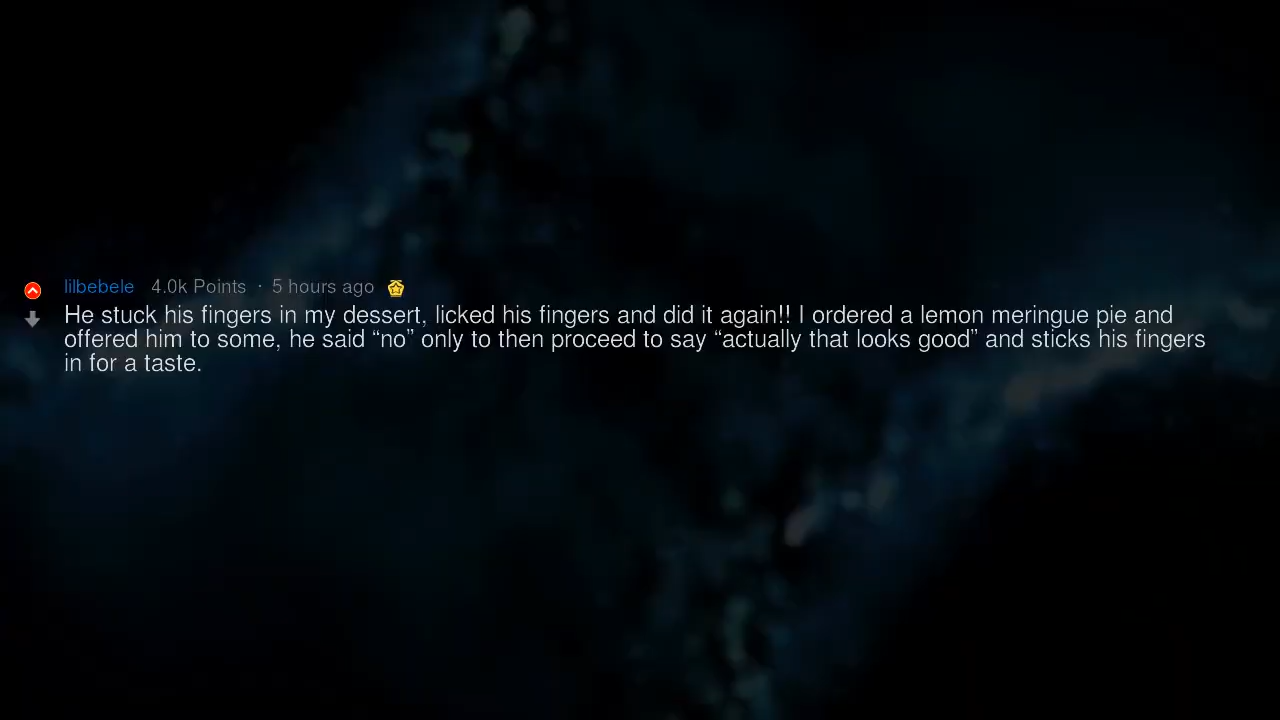 lilbebele 4.0k Points · 5 hours ago
He stuck his fingers in my dessert, licked his fingers and did it again!! I ordered a lemon meringue pie and
offered him to some, he said “no” only to then proceed to say “actually that looks good” and sticks his fingers
in for a taste.